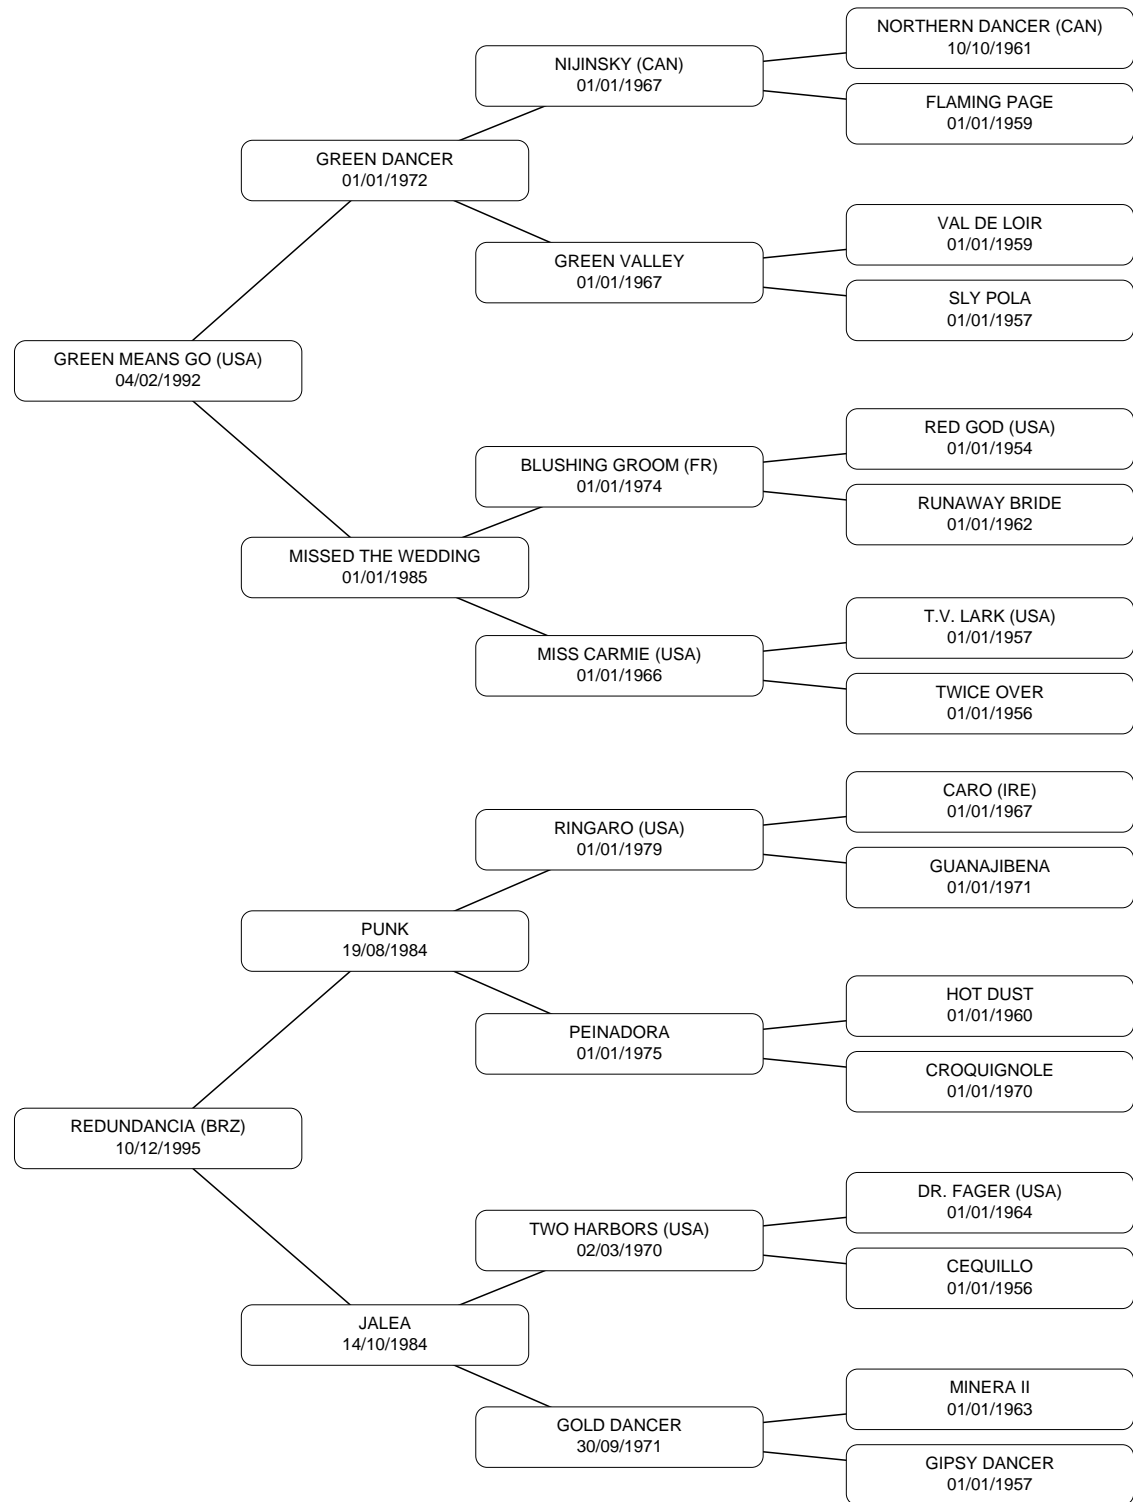 NORTHERN DANCER (CAN)
10/10/1961
NIJINSKY (CAN)
01/01/1967
FLAMING PAGE
01/01/1959
GREEN DANCER
01/01/1972
VAL DE LOIR
01/01/1959
GREEN VALLEY
01/01/1967
SLY POLA
01/01/1957
GREEN MEANS GO (USA)
04/02/1992
RED GOD (USA)
01/01/1954
BLUSHING GROOM (FR)
01/01/1974
RUNAWAY BRIDE
01/01/1962
MISSED THE WEDDING
01/01/1985
T.V. LARK (USA)
01/01/1957
MISS CARMIE (USA)
01/01/1966
TWICE OVER
01/01/1956
CARO (IRE)
01/01/1967
RINGARO (USA)
01/01/1979
GUANAJIBENA
01/01/1971
PUNK
19/08/1984
HOT DUST
01/01/1960
PEINADORA
01/01/1975
CROQUIGNOLE
01/01/1970
REDUNDANCIA (BRZ)
10/12/1995
DR. FAGER (USA)
01/01/1964
TWO HARBORS (USA)
02/03/1970
CEQUILLO
01/01/1956
JALEA
14/10/1984
MINERA II
01/01/1963
GOLD DANCER
30/09/1971
GIPSY DANCER
01/01/1957